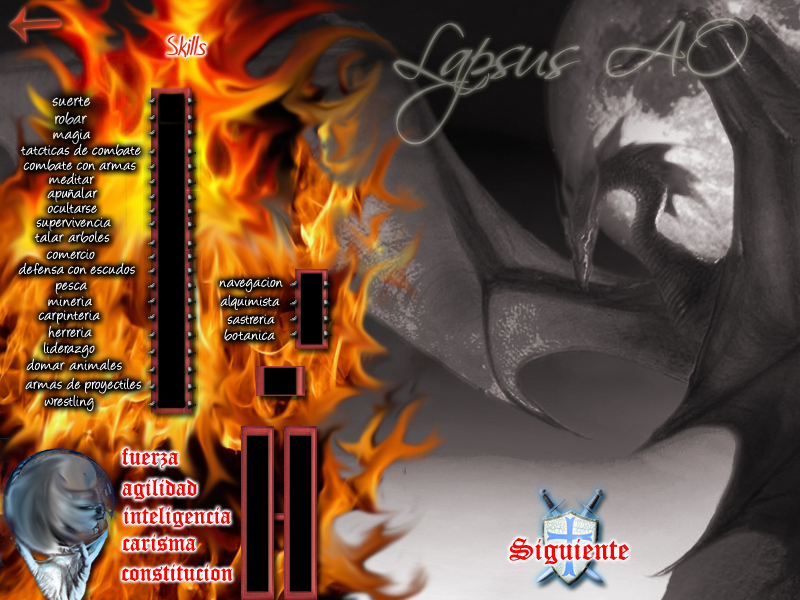 Skills
Lapsus A.O
suerte
robar
magia
tatcticas de combate
combate con armas
meditar
apuñalar
ocultarse
supervivencia
talar arboles
comercio
defensa con escudos
pesca
mineria
carpinteria
herreria
liderazgo
domar animales
armas de proyectiles
wrestling
navegacion
alquimista
sastreria
botanica
fuerza
agilidad
inteligencia
carisma
constitucion
Siguiente